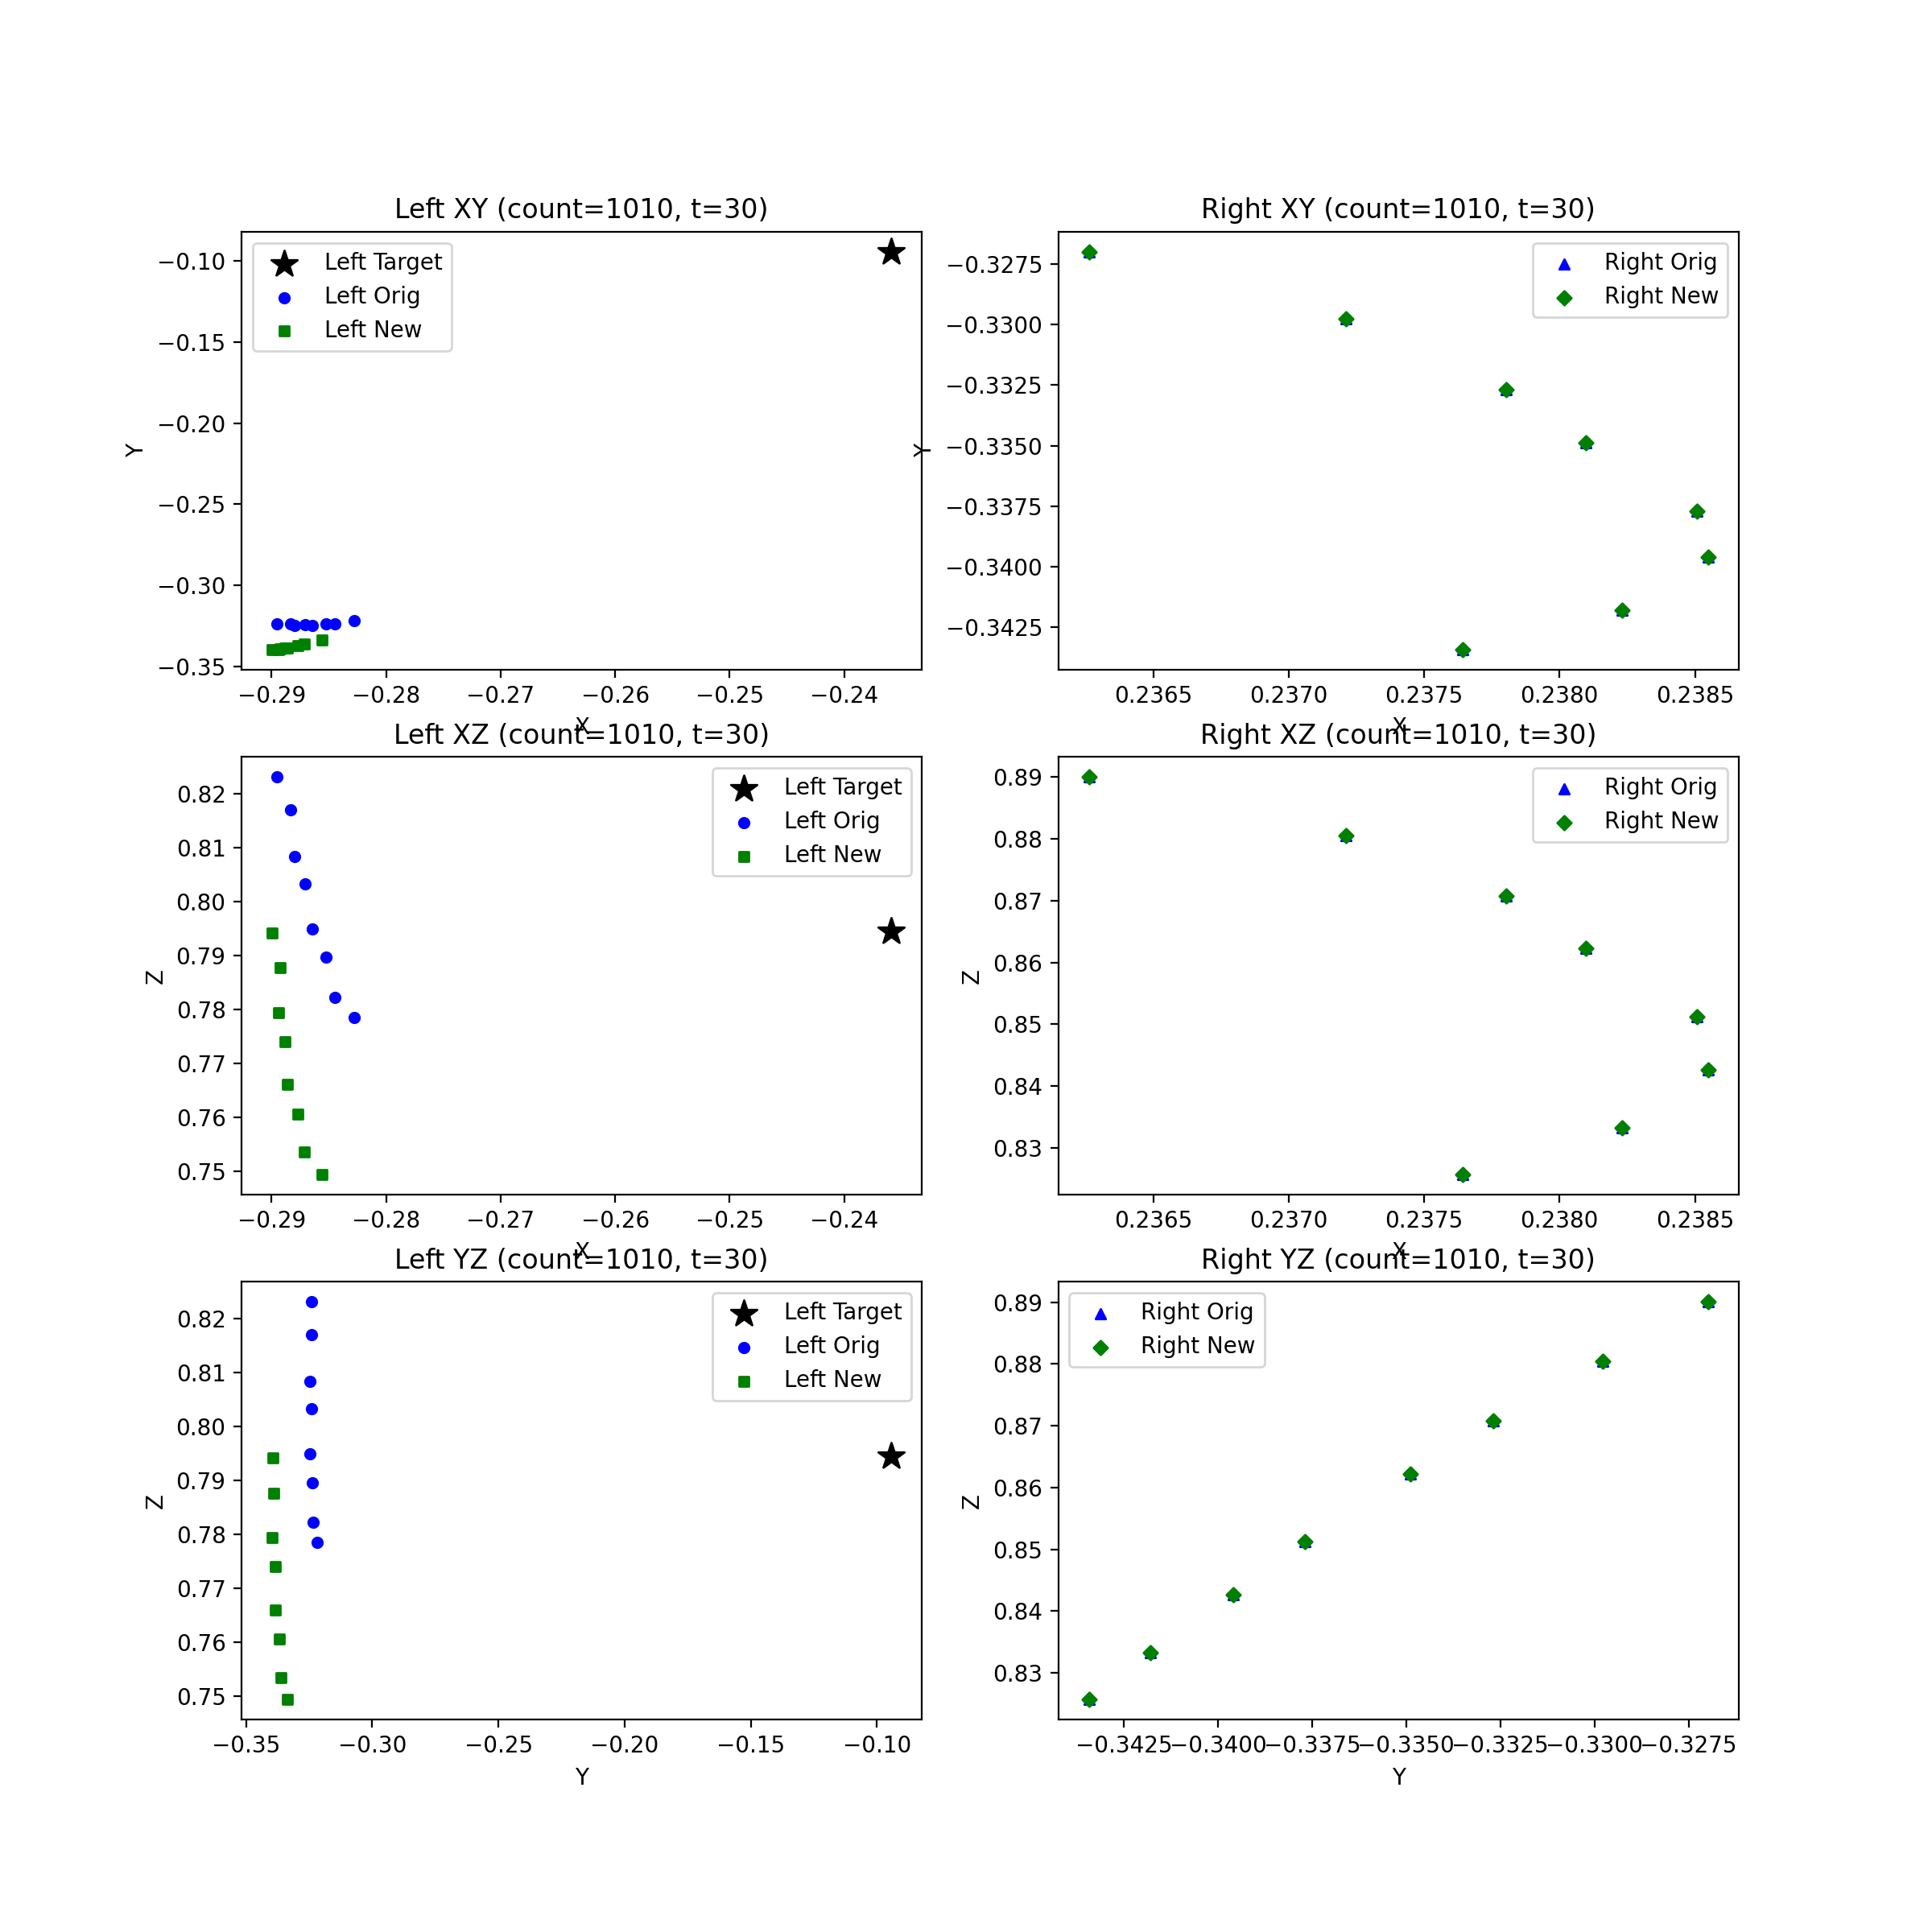 Left XY (count=1010, t=30)
Left Target
Left Orig
Left New
Y
−0.10
−0.15
−0.20
−0.25
−0.30
−0.35
−0.29
−0.28
−0.27
−0.26
−0.25
−0.24
X
Right XY (count=1010, t=30)
Right Orig
Right New
Y
−0.3275
−0.3300
−0.3325
−0.3350
−0.3375
−0.3400
−0.3425
0.2365
0.2370
0.2375
0.2380
0.2385
X
Left XZ (count=1010, t=30)
Left Target
Left Orig
Left New
Z
0.82
0.81
0.80
0.79
0.78
0.77
0.76
0.75
−0.29
−0.28
−0.27
−0.26
−0.25
−0.24
X
Right XZ (count=1010, t=30)
Right Orig
Right New
Z
0.89
0.88
0.87
0.86
0.85
0.84
0.83
0.2365
0.2370
0.2375
0.2380
0.2385
X
Left YZ (count=1010, t=30)
Left Target
Left Orig
Left New
Z
0.82
0.81
0.80
0.79
0.78
0.77
0.76
0.75
−0.35
−0.30
−0.25
−0.20
−0.15
−0.10
Y
Right YZ (count=1010, t=30)
Right Orig
Right New
Z
0.89
0.88
0.87
0.86
0.85
0.84
0.83
−0.3425
−0.3400
−0.3375
−0.3350
−0.3325
−0.3300
−0.3275
Y